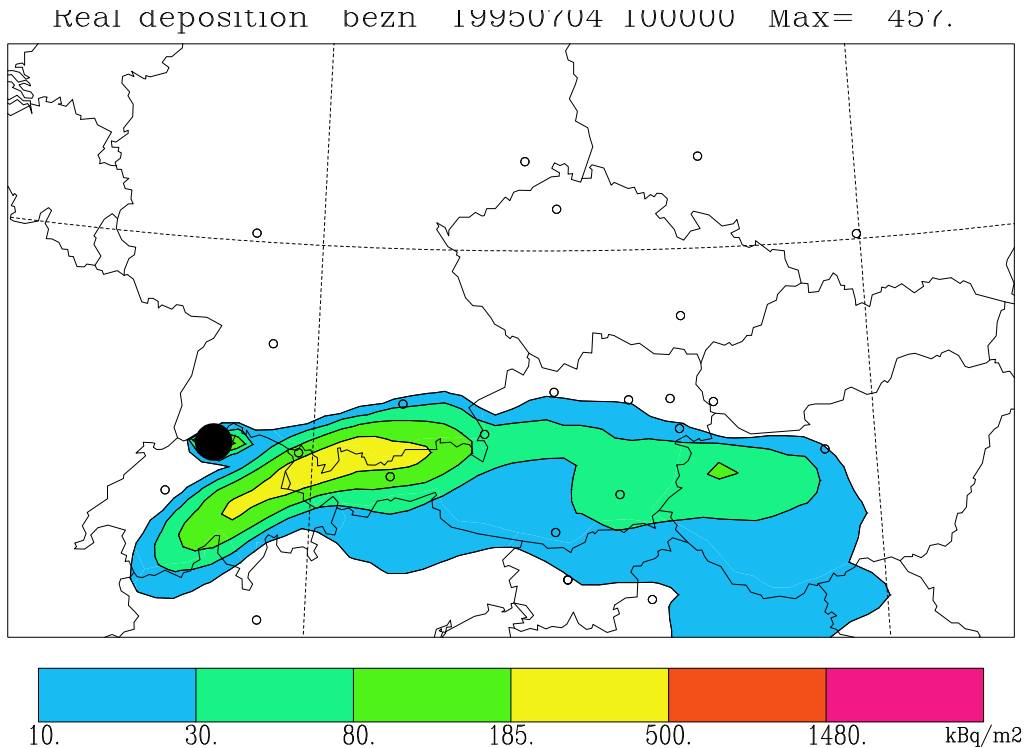 Real deposition bezn 19950704 100000 Max= 457.
10. 30. 80. 185. 500. 1480. kBq/m2